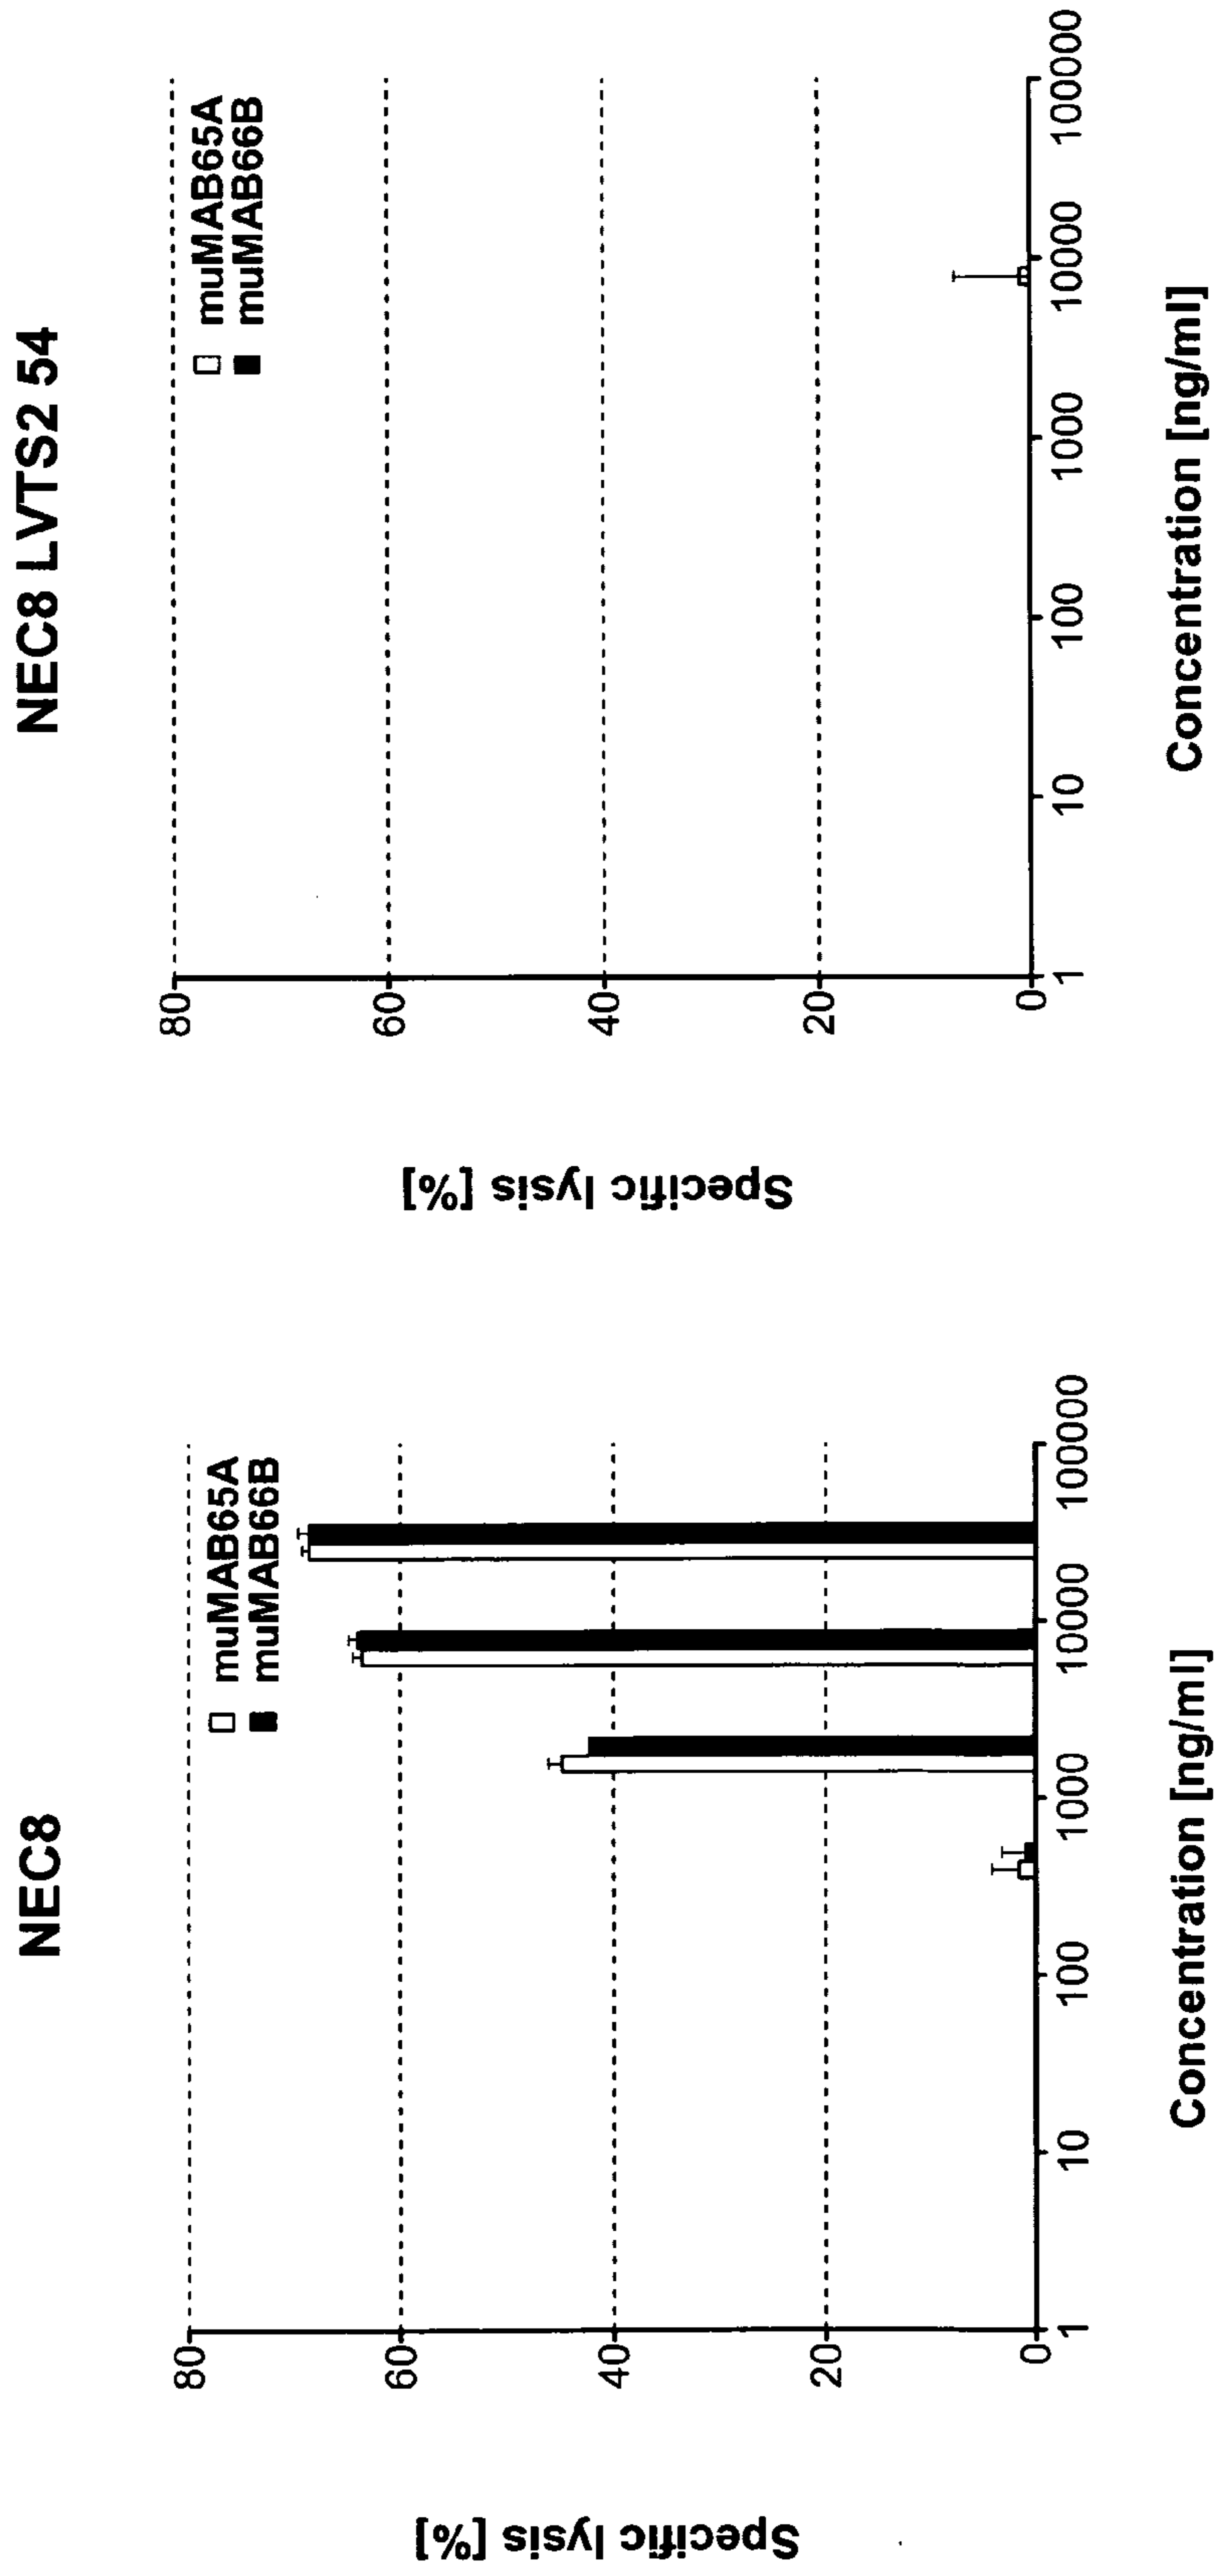 NEC8
muMAB65A
muMAB66B
Specific lysis [%]
80
60
40
20
0
1
10
100
1000
10000
100000
Concentration [ng/ml]
NEC8 LVTS2 54
muMAB65A
muMAB66B
Specific lysis [%]
80
60
40
20
0
1
10
100
1000
10000
100000
Concentration [ng/ml]